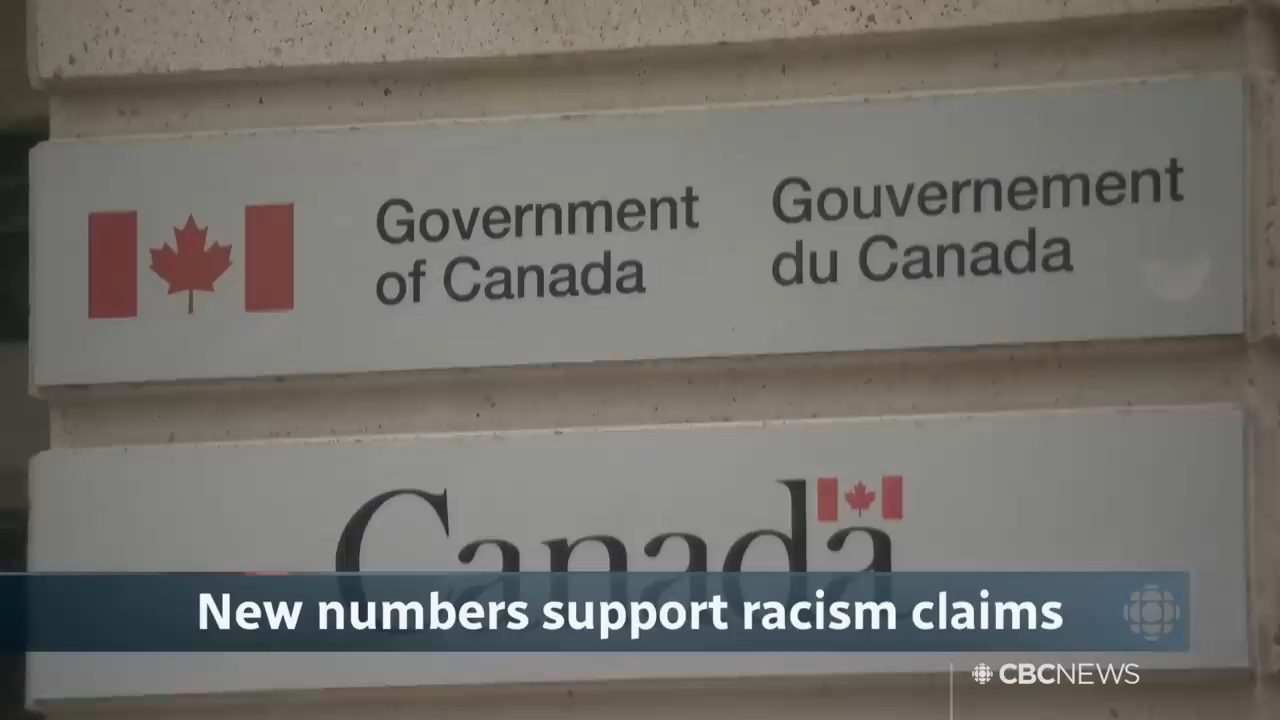 Government
of Canada
Gouvernement
du Canada
Canada
New numbers support racism claims
CBCNEWS